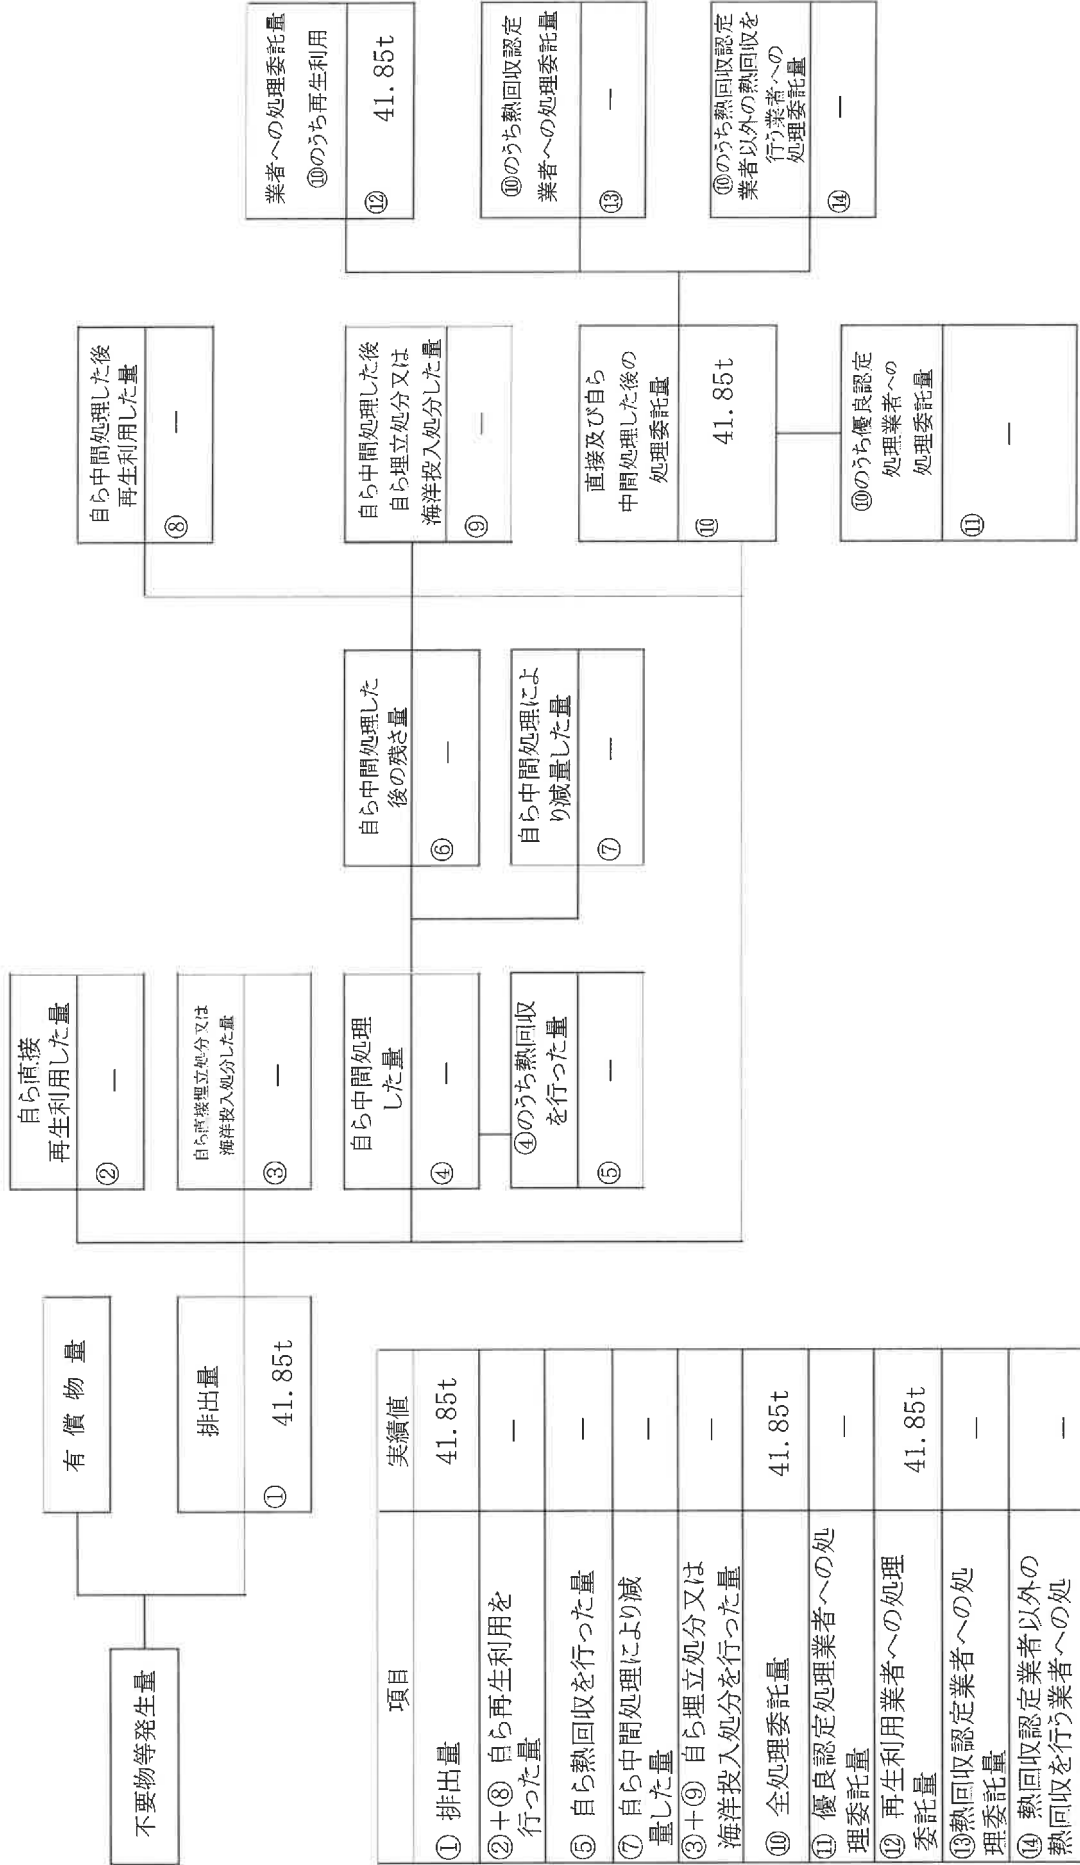 不要物等発生量
有償物量
排出量
① 41.85t
自ら直接
再生利用した量
② －
自ら直接埋立処分又は
海洋投入処分した量
③ －
自ら中間処理
した量
④ －
④のうち熱回収
を行った量
⑤ －
自ら中間処理した
後の残さ量
⑥ －
自ら中間処理によ
り減量した量
⑦ －
自ら中間処理した後
再生利用した量
⑧ －
自ら中間処理した後
自ら埋立処分又は
海洋投入処分した量
⑨ －
直接及び自ら
中間処理した後の
処理委託量
⑩ 41.85t
⑩のうち優良認定
処理業者への
処理委託量
⑪ －
業者への処理委託量
⑩のうち再生利用
⑫ 41.85t
⑩のうち熱回収認定
業者への処理委託量
⑬ －
⑩のうち熱回収認定
業者以外の熱回収を
行う業者への
処理委託量
⑭ －
項目 実績値
① 排出量 41.85t
②＋⑧ 自ら再生利用を
行った量 －
⑤ 自ら熱回収を行った量 －
⑦ 自ら中間処理により減
量した量 －
③＋⑨ 自ら埋立処分又は
海洋投入処分を行った量 －
⑩ 全処理委託量 41.85t
⑪ 優良認定処理業者への処
理委託量 －
⑫ 再生利用業者への処理
委託量 41.85t
⑬熱回収認定業者への処
理委託量 －
⑭ 熱回収認定業者以外の
熱回収を行う業者への処 －